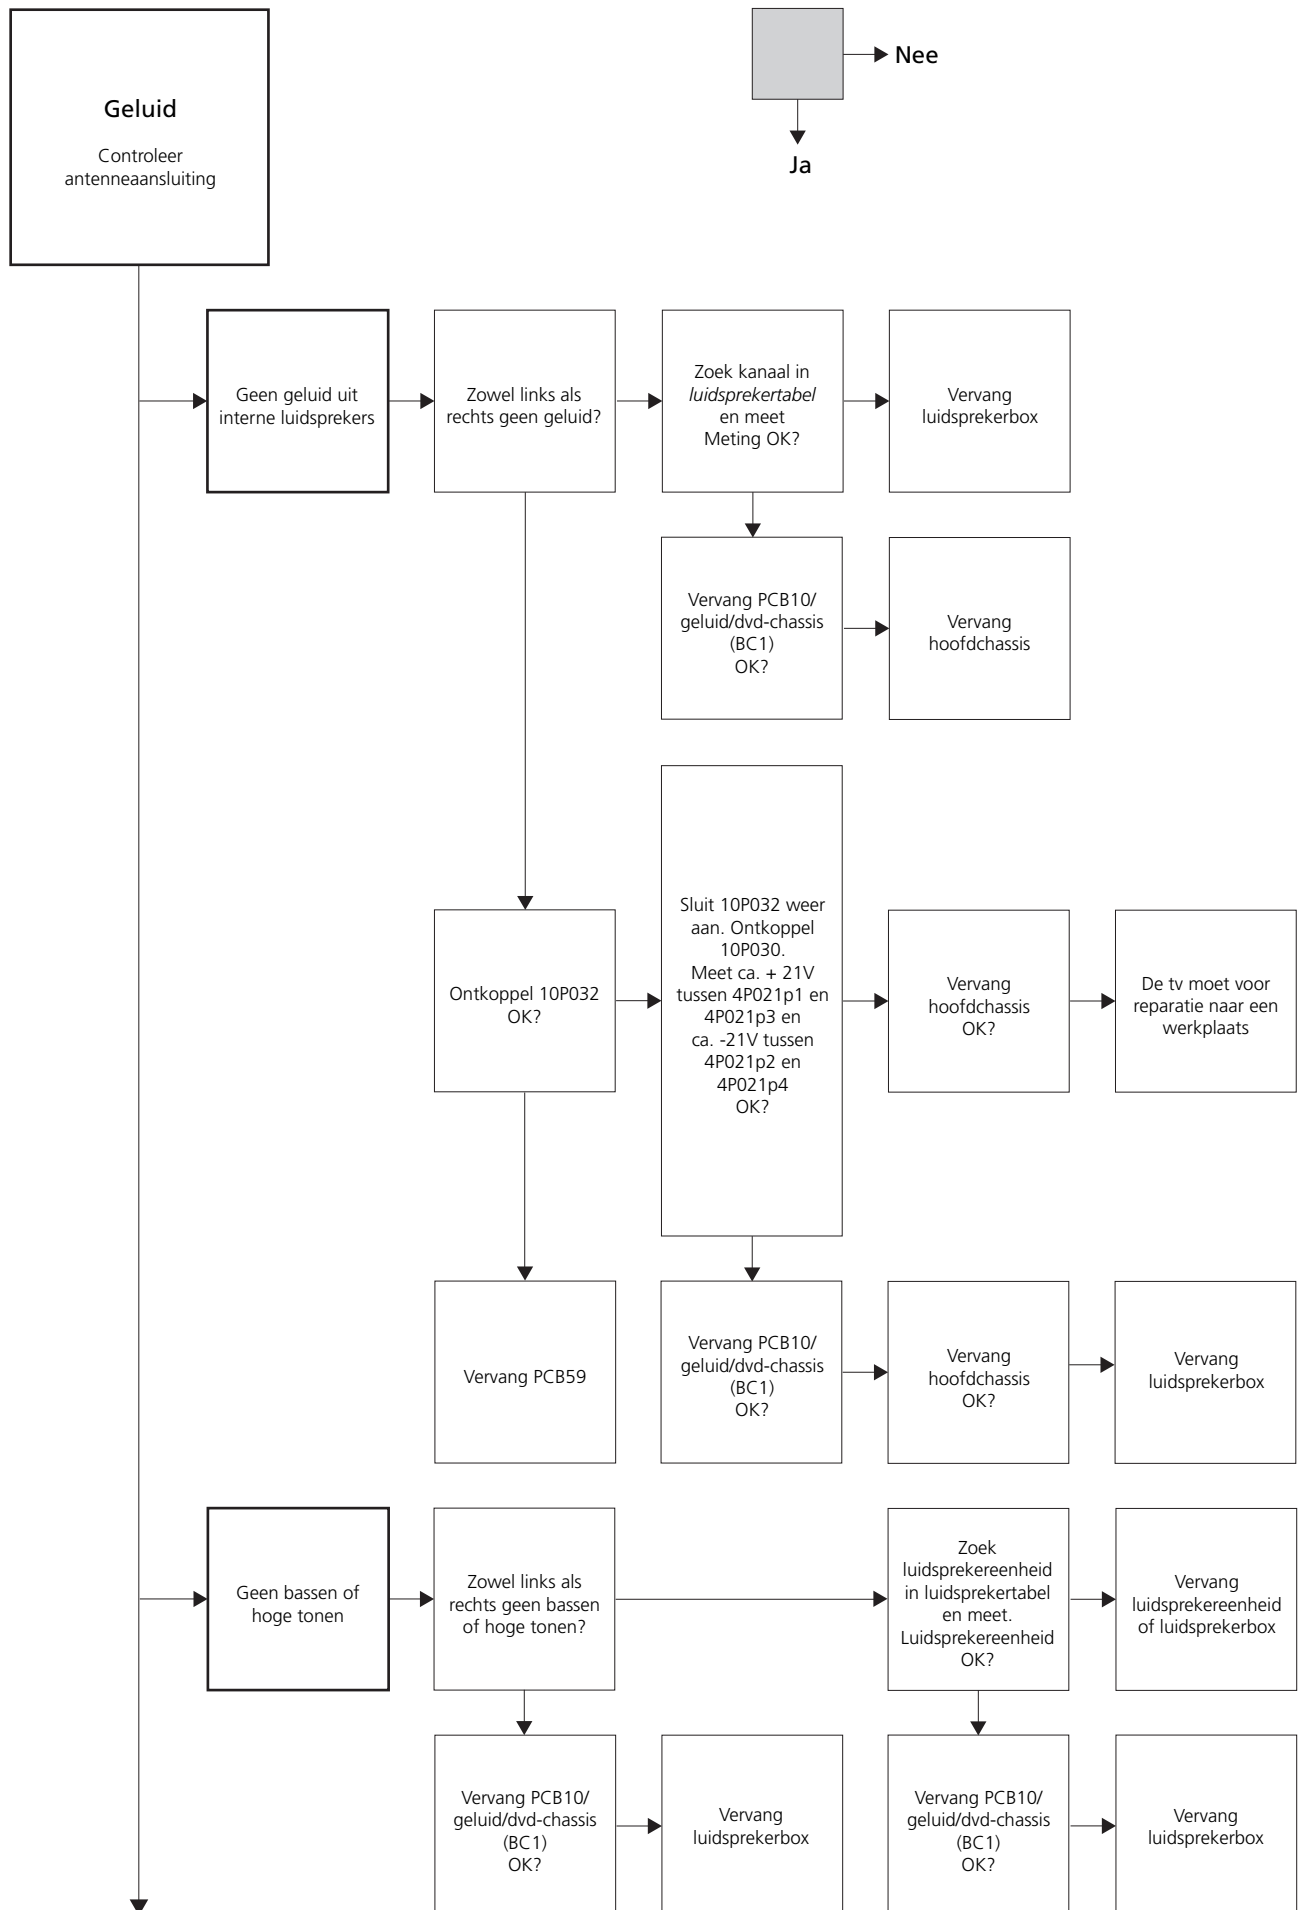 Geluid
Controleer
antenneaansluiting
Nee
Ja
Geen geluid uit
interne luidsprekers
Zowel links als
rechts geen geluid?
Zoek kanaal in
luidsprekertabel
en meet
Meting OK?
Vervang
luidsprekerbox
Vervang PCB10/
geluid/dvd-chassis
(BC1)
OK?
Vervang
hoofdchassis
Ontkoppel 10P032
OK?
Sluit 10P032 weer
aan. Ontkoppel
10P030.
Meet ca. + 21V
tussen 4P021p1 en
4P021p3 en
ca. -21V tussen
4P021p2 en
4P021p4
OK?
Vervang
hoofdchassis
OK?
De tv moet voor
reparatie naar een
werkplaats
Vervang PCB59
Vervang PCB10/
geluid/dvd-chassis
(BC1)
OK?
Vervang
hoofdchassis
OK?
Vervang
luidsprekerbox
Geen bassen of
hoge tonen
Zowel links als
rechts geen bassen
of hoge tonen?
Zoek
luidsprekereenheid
in luidsprekertabel
en meet.
Luidsprekereenheid
OK?
Vervang
luidsprekereenheid
of luidsprekerbox
Vervang PCB10/
geluid/dvd-chassis
(BC1)
OK?
Vervang
luidsprekerbox
Vervang PCB10/
geluid/dvd-chassis
(BC1)
OK?
Vervang
luidsprekerbox